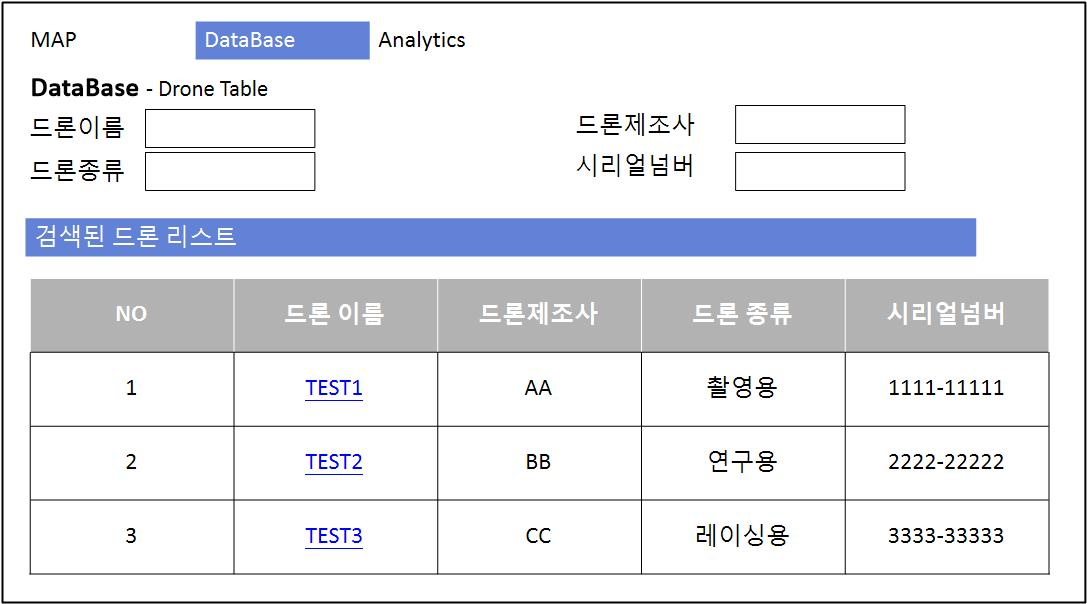 MAP DataBase Analytics
DataBase - Drone Table
드론이름 드론제조사
드론종류 시리얼넘버
검색된 드론 리스트
NO 드론 이름 드론제조사 드론 종류 시리얼넘버
1 TEST1 AA 촬영용 1111-11111
2 TEST2 BB 연구용 2222-22222
3 TEST3 CC 레이싱용 3333-33333